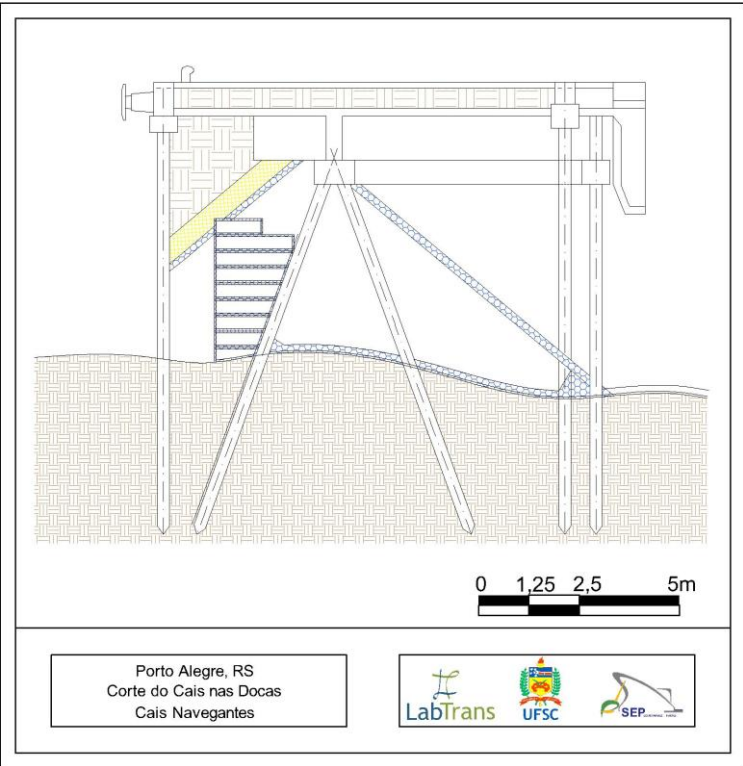 0 1,25 2,5 5m
Porto Alegre, RS
Corte do Cais nas Docas
Cais Navegantes
LabTrans
UFSC
SEP